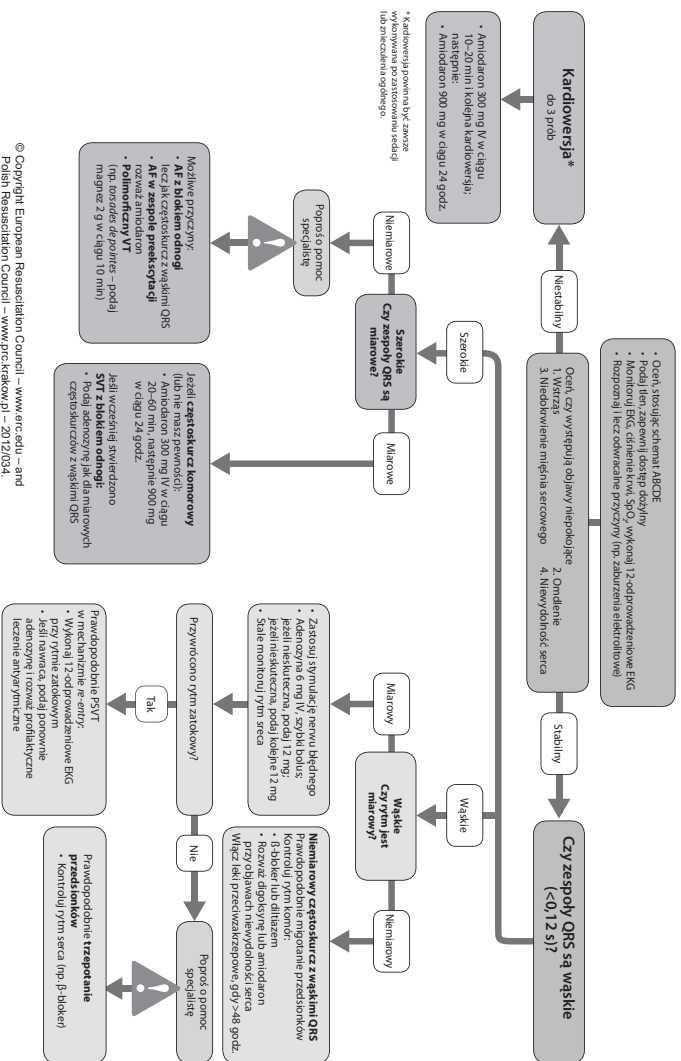 • Oceń, stosując schemat ABCDE
• Podaj tlen, zapewnij dostęp dożylny
• Monitoruj EKG, ciśnienie krwi, SpO₂, wykonaj 12-odprowadzeniowe EKG
• Rozpoznaj i lecz odwracalne przyczyny (np. zaburzenia elektrolitowe)
Oceń, czy występują objawy niepokojące
1. Wstrząs 2. Omdlenie
3. Niedokrwienie mięśnia sercowego 4. Niewydolność serca
Niestabilny
Stabilny
Kardiowersja*
do 3 prób
• Amiodaron 300 mg IV w ciągu
10–20 min i kolejna kardiowersja;
następnie:
• Amiodaron 900 mg w ciągu 24 godz.
* Kardiowersja powinna być zawsze
wykonywana po zastosowaniu sedacji
lub znieczulenia ogólnego.
Czy zespoły QRS są wąskie
(<0,12 s)?
Szerokie
Wąskie
Szerokie
Czy zespoły QRS są
miarowe?
Niemiarowe
Miarowe
Poproś o pomoc
specjalistę
!
Możliwe przyczyny:
• AF z blokiem odnogi
lecz jak częstoskurcz z wąskimi QRS
• AF w zespole preekscytacji
rozważ amiodaron
• Polimorficzny VT
(np. torsades de pointes – podaj
magnez 2 g w ciągu 10 min)
Jeżeli częstoskurcz komorowy
(lub nie masz pewności):
• Amiodaron 300 mg IV w ciągu
20–60 min, następnie 900 mg
w ciągu 24 godz.
Jeśli wcześniej stwierdzono
SVT z blokiem odnogi:
• Podaj adenozynę jak dla miarowych
częstoskurczów z wąskimi QRS
Wąskie
Czy rytm jest
miarowy?
Miarowy
Niemiarowy
• Zastosuj stymulację nerwu błędnego
• Adenozyna 6 mg IV, szybki bolus;
jeżeli nieskuteczna, podaj 12 mg;
jeżeli nieskuteczna, podaj kolejne 12 mg
• Stale monitoruj rytm sreca
Niemiarowy częstoskurcz z wąskimi QRS
Prawdopodobnie migotanie przedsionków
Kontroluj rytm komór:
• ß-bloker lub diltiazem
• Rozważ digoksynę lub amiodaron
przy objawach niewydolności serca
Włącz leki przeciwzakrzepowe, gdy >48 godz.
Przywrócono rytm zatokowy?
Tak
Nie
Poproś o pomoc
specjalistę
!
Prawdopodobnie PSVT
w mechanizmie re-entry:
• Wykonaj 12-odprowadzeniowe EKG
przy rytmie zatokowym
• Jeśli nawraca, podaj ponownie
adenozynę i rozważ profilaktyczne
leczenie antyarytmiczne
Prawdopodobnie trzepotanie
przedsionków
• Kontroluj rytm serca (np. β-bloker)
© Copyright European Resuscitation Council – www.erc.edu – and
Polish Resuscitation Council – www.prc.krakow.pl – 2012/034.